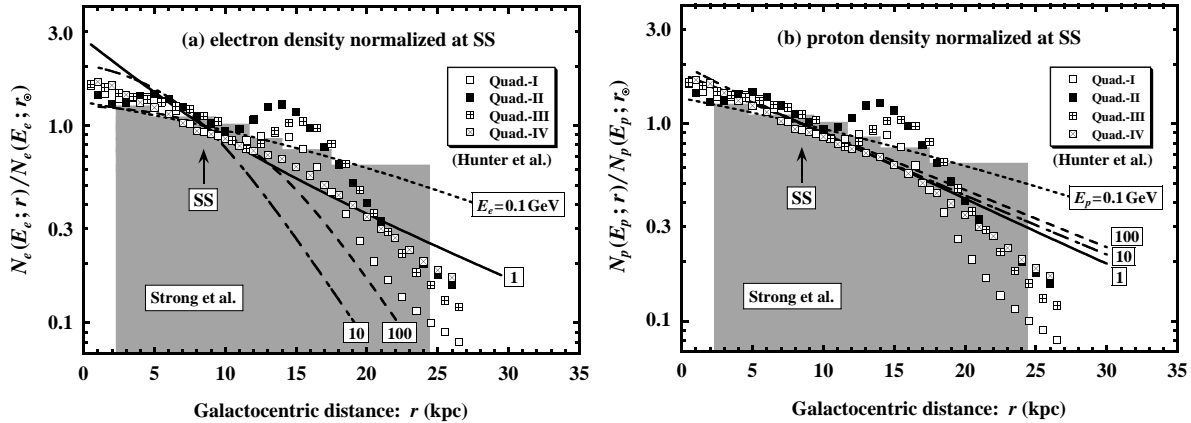 (a) electron density normalized at SS
Quad.-I
Quad.-II
Quad.-III
Quad.-IV
(Hunter et al.)
SS
E_e = 0.1 GeV
1
10
100
Strong et al.
3.0
1.0
0.3
0.1
N_e(E_e; r)/N_e(E_e; r_⊙)
0 5 10 15 20 25 30 35
Galactocentric distance: r (kpc)
(b) proton density normalized at SS
Quad.-I
Quad.-II
Quad.-III
Quad.-IV
(Hunter et al.)
SS
E_p = 0.1 GeV
100
10
1
Strong et al.
3.0
1.0
0.3
0.1
N_p(E_p; r)/N_p(E_p; r_⊙)
0 5 10 15 20 25 30 35
Galactocentric distance: r (kpc)